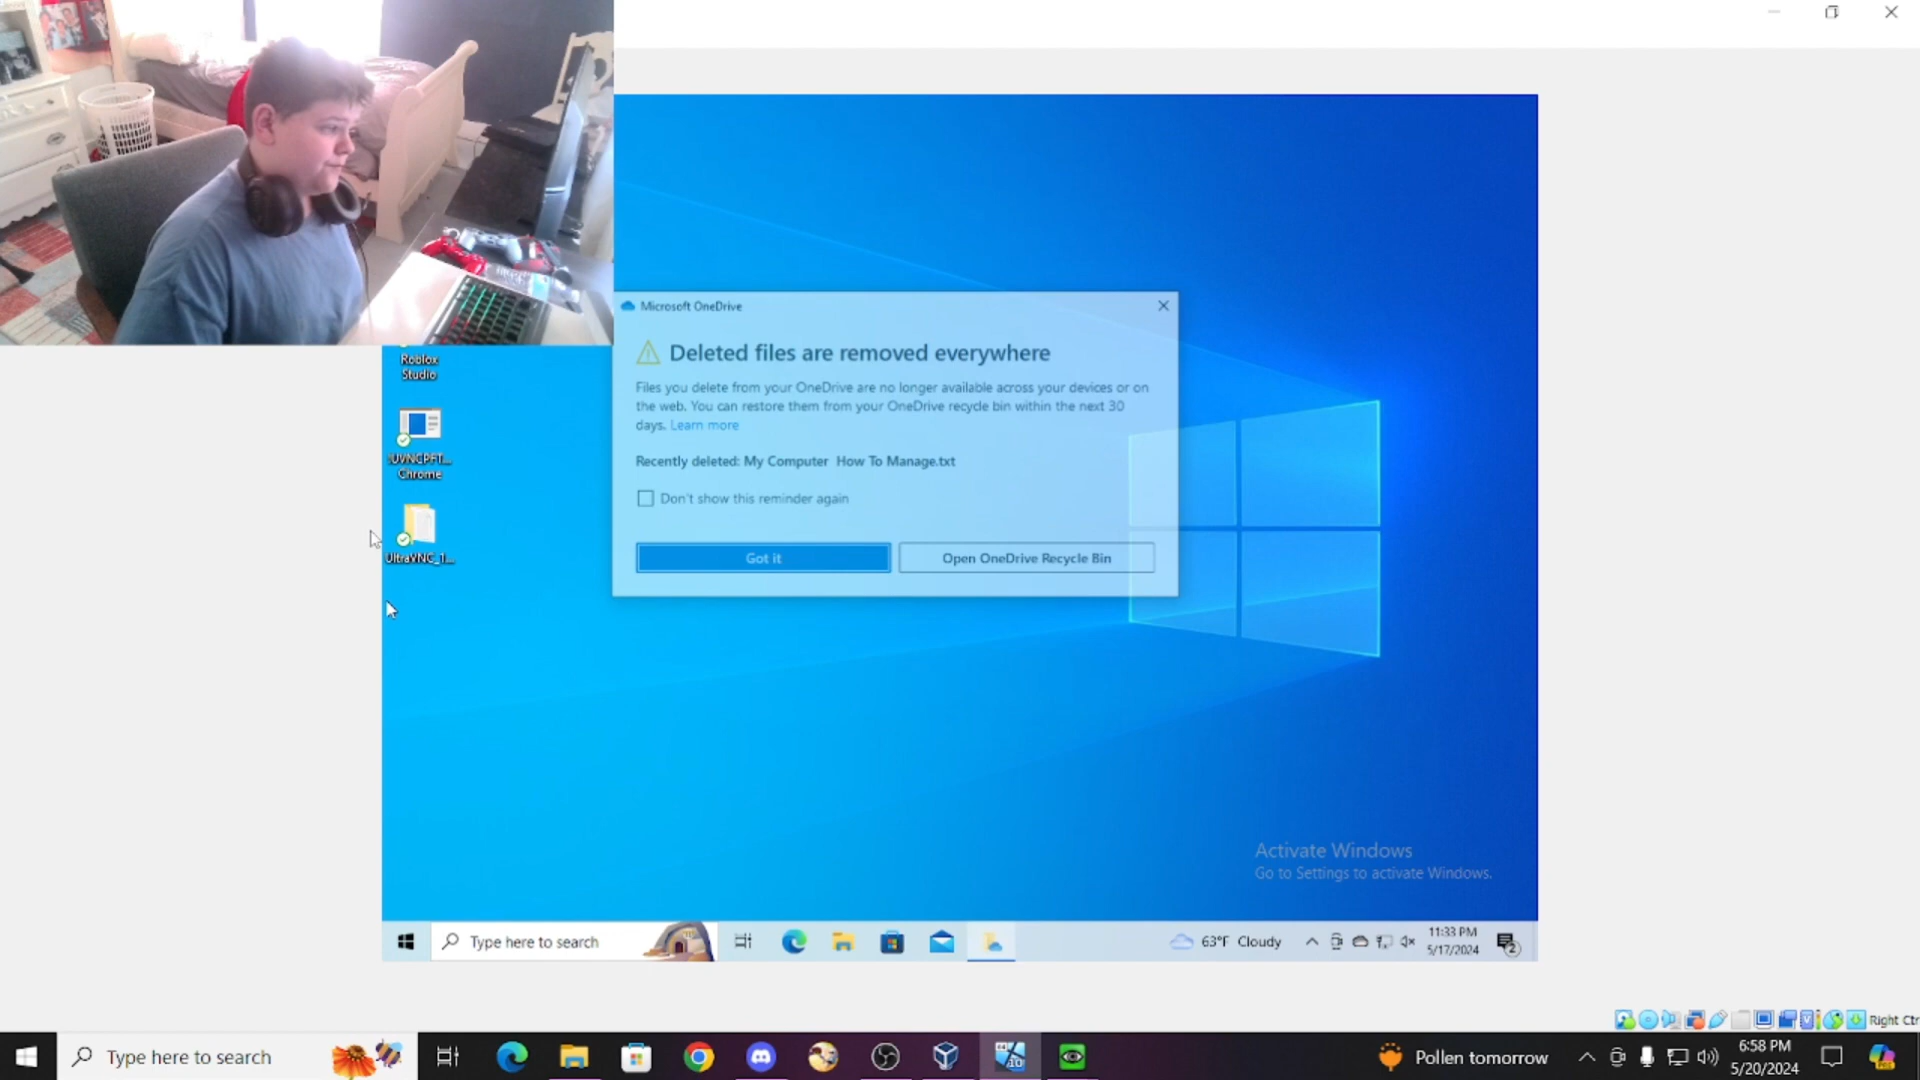 Roblox
Studio
UltraVNC_1...
Chrome
Microsoft OneDrive
Deleted files are removed everywhere
Files you delete from your OneDrive are no longer available across your devices or on
the web. You can restore them from your OneDrive recycle bin within the next 30
days. Learn more
Recently deleted: My Computer How To Manage.txt
Don't show this reminder again
Got it
Open OneDrive Recycle Bin
Activate Windows
Go to Settings to activate Windows.
Type here to search
63°F Cloudy
11:33 PM
5/17/2024
2
Right Ctr
Type here to search
Pollen tomorrow
6:58 PM
5/20/2024